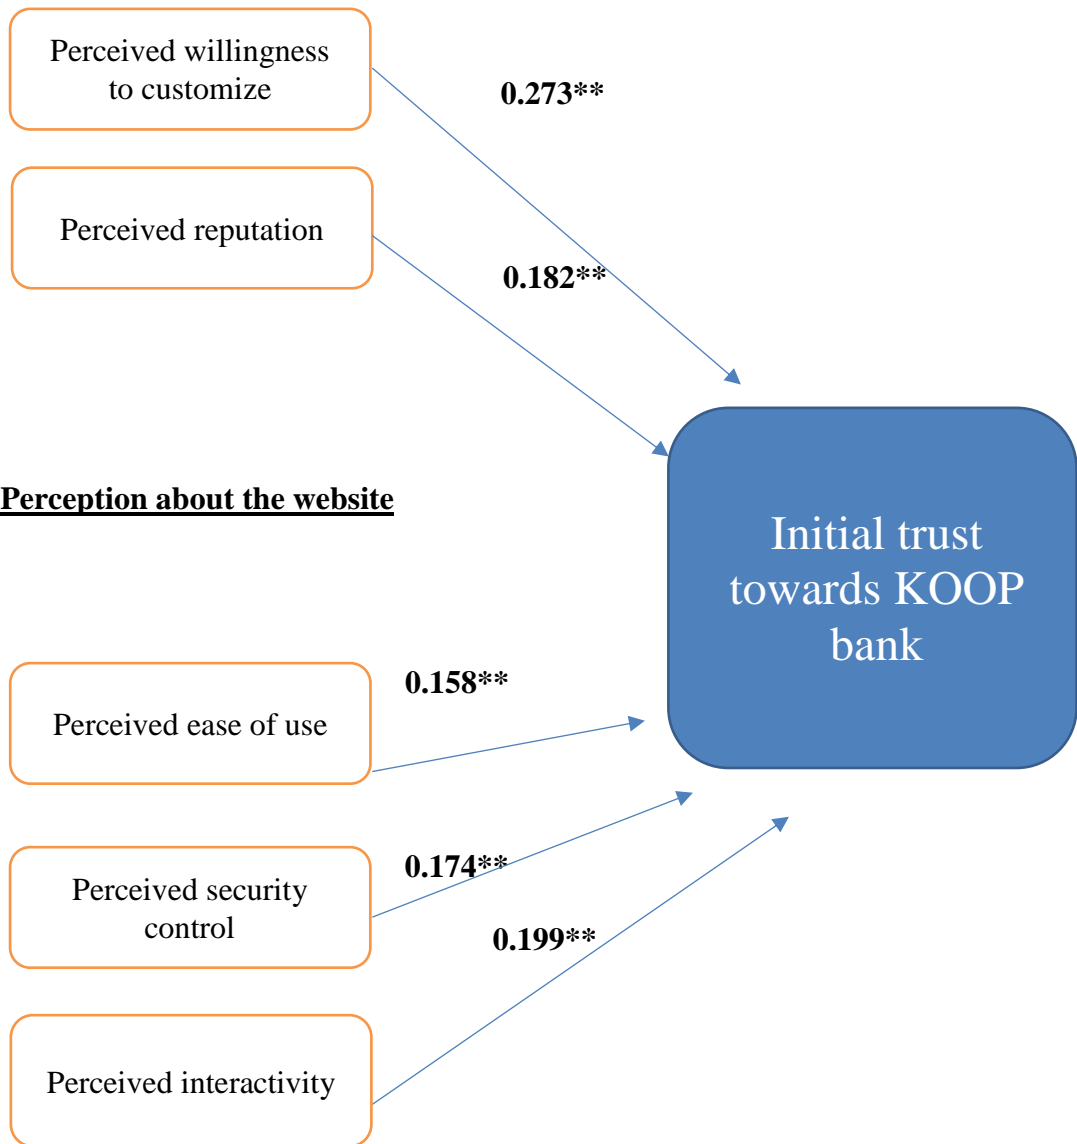 Perceived willingness
to customize
0.273**
Perceived reputation
0.182**
Perception about the website
Initial trust
towards KOOP
bank
0.158**
Perceived ease of use
0.174**
Perceived security
control
0.199**
Perceived interactivity